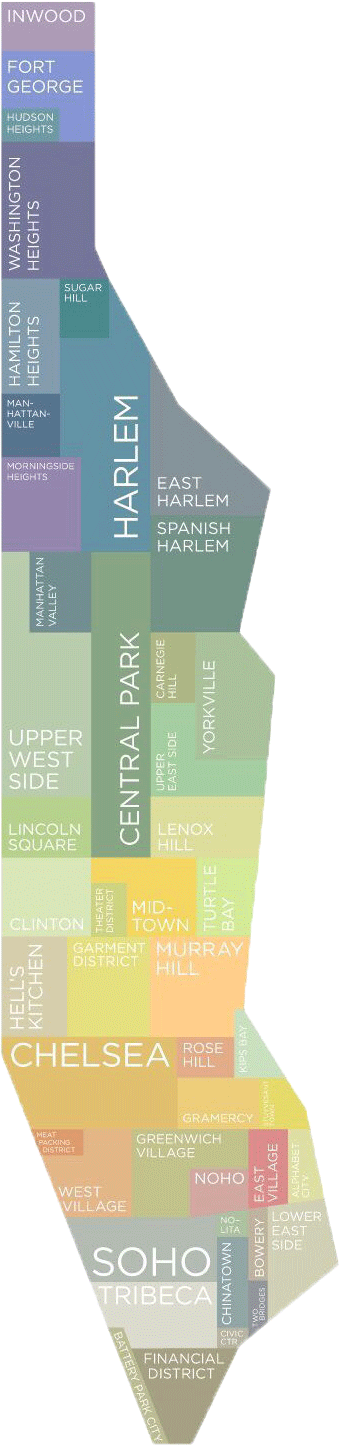 INWOOD
FORT
GEORGE
HUDSON
HEIGHTS
WASHINGTON
HEIGHTS
SUGAR
HILL
HAMILTON
HEIGHTS
MAN-
HATTAN-
VILLE
HARLEM
MORNINGSIDE
HEIGHTS
EAST
HARLEM
SPANISH
HARLEM
MANHATTAN
VALLEY
CENTRAL PARK
CARNEGIE
HILL
YORKVILLE
UPPER
WEST
SIDE
UPPER
EAST SIDE
LINCOLN
SQUARE
LENOX
HILL
CLINTON
THEATER
DISTRICT
MID-
TOWN
TURTLE
BAY
HELL'S
KITCHEN
GARMENT
DISTRICT
MURRAY
HILL
CHELSEA
ROSE
HILL
KIPS BAY
GRAMERCY
STUYVESANT
TOWN
MEAT
PACKING
DISTRICT
GREENWICH
VILLAGE
WEST
VILLAGE
NOHO
EAST
VILLAGE
ALPHABET
CITY
SOHO
NO-
LITA
BOWERY
LOWER
EAST
SIDE
TRIBECA
CHINATOWN
TWO
BRIDGES
CIVIC
CTR
BATTERY PARK CITY
FINANCIAL
DISTRICT